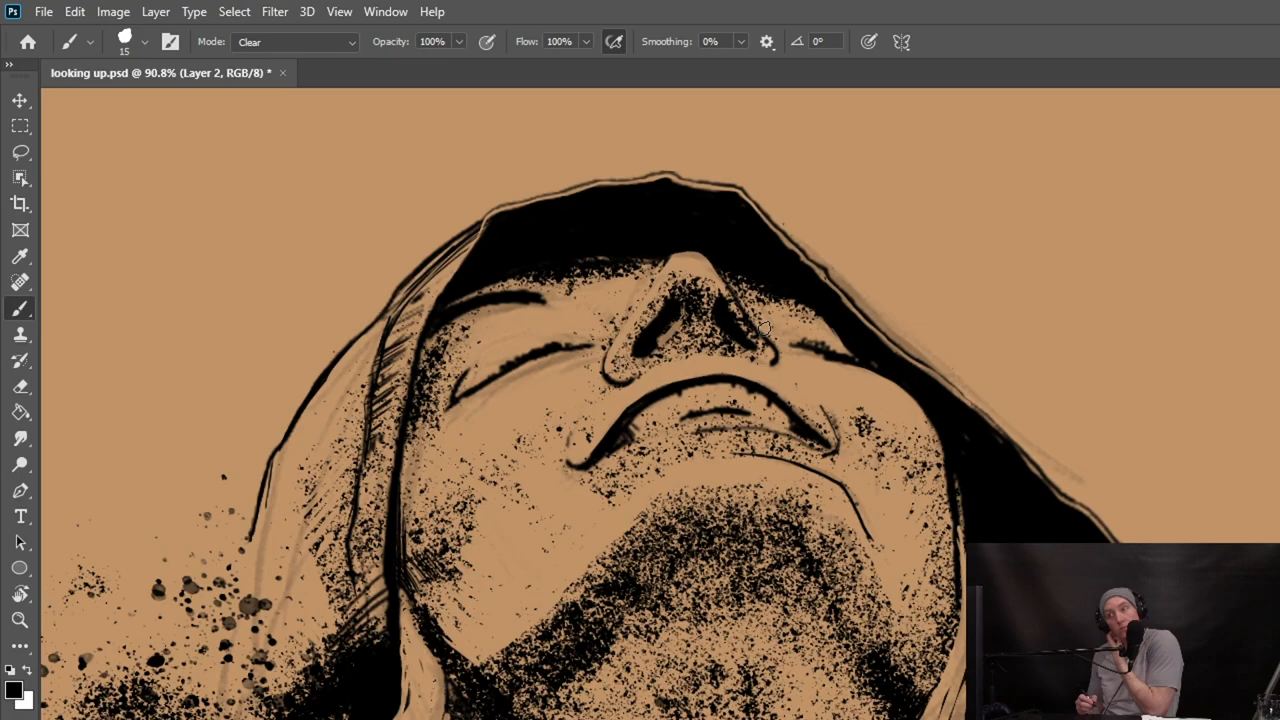 Ps File Edit Image Layer Type Select Filter 3D View Window Help
15 Mode: Clear Opacity: 100% Flow: 100% Smoothing: 0% 0°
looking up.psd @ 90.8% (Layer 2, RGB/8) * ×
T